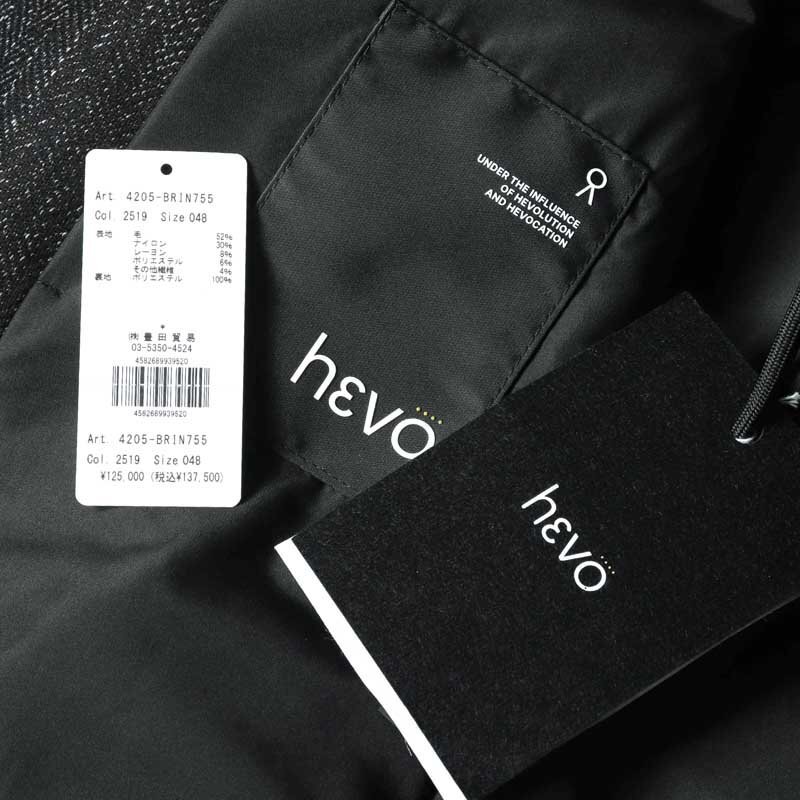 Art. 4205-BRIN755
Col. 2519 Size 048
表地 毛 52%
ナイロン 30%
レーヨン 8%
ポリエステル 6%
その他繊維 4%
裏地 ポリエステル 100%
*
㈱豊田貿易
03-5350-4524
4582689939520
4582689939520
Art. 4205-BRIN755
Col. 2519 Size 048
¥125,000 (税込¥137,500)
UNDER THE INFLUENCE
OF HEVOLUTION
AND HEVOCATION
hεvo
hεvo